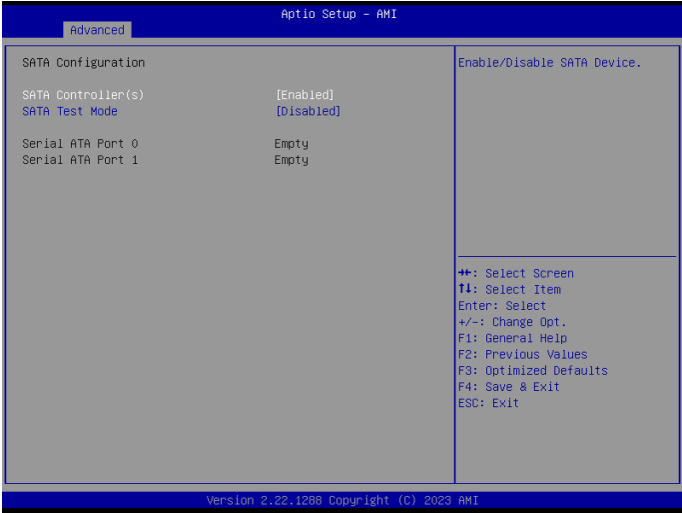 Aptio Setup - AMI
Advanced
SATA Configuration
SATA Controller(s) [Enabled]
SATA Test Mode [Disabled]
Serial ATA Port 0 Empty
Serial ATA Port 1 Empty
Enable/Disable SATA Device.
→←: Select Screen
↑↓: Select Item
Enter: Select
+/-: Change Opt.
F1: General Help
F2: Previous Values
F3: Optimized Defaults
F4: Save & Exit
ESC: Exit
Version 2.22.1288 Copyright (C) 2023 AMI